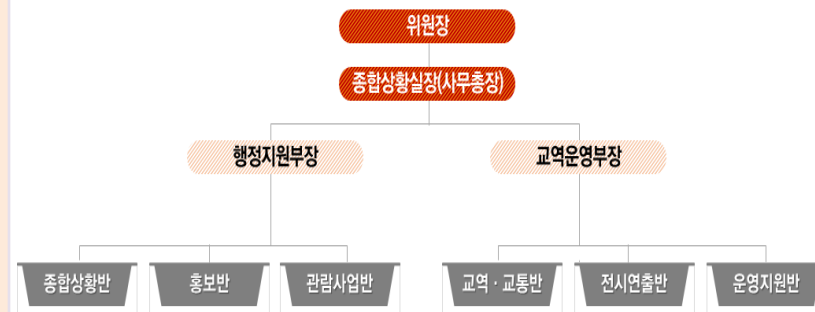 위원장
종합상황실장(사무총장)
행정지원부장 교역운영부장
종합상황반 홍보반 관람사업반 교역·교통반 전시연출반 운영지원반